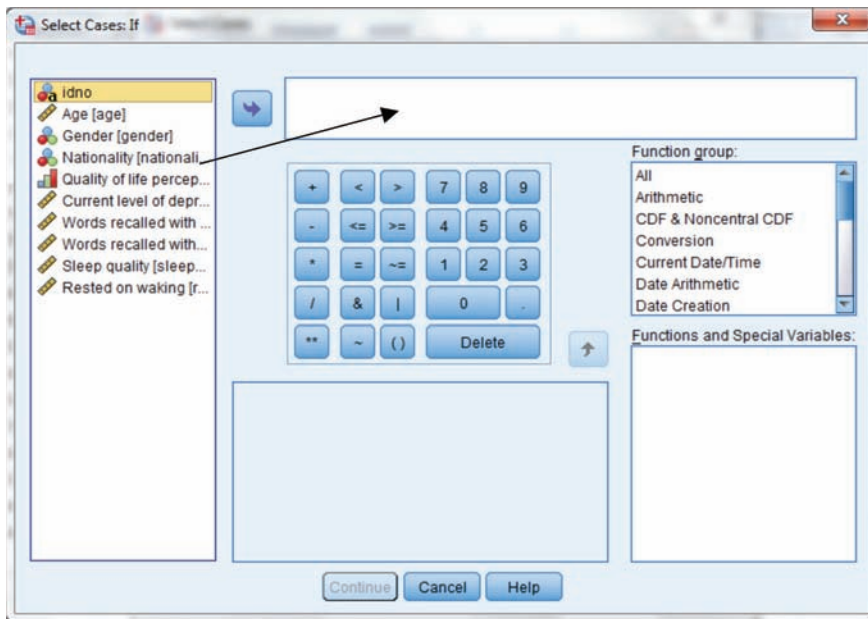 Select Cases: If
idno
Age [age]
Gender [gender]
Nationality [nationali...
Quality of life percep...
Current level of depr...
Words recalled with ...
Words recalled with...
Sleep quality [sleep...
Rested on waking [r...
+ < > 7 8 9
- <= >= 4 5 6
* = ~= 1 2 3
/ & | 0 .
** ~ ( ) Delete
Function group:
All
Arithmetic
CDF & Noncentral CDF
Conversion
Current Date/Time
Date Arithmetic
Date Creation
Functions and Special Variables:
Continue Cancel Help